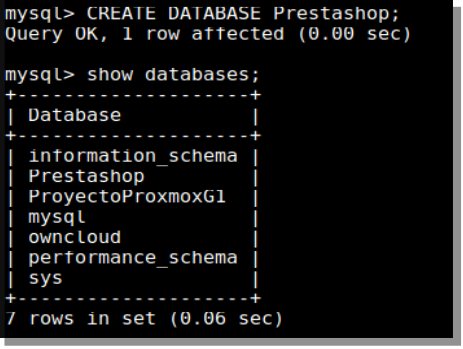 mysql> CREATE DATABASE Prestashop;
Query OK, 1 row affected (0.00 sec)
mysql> show databases;
+--------------------+
| Database           |
+--------------------+
| information_schema |
| Prestashop         |
| ProyectoProxmoxG1  |
| mysql              |
| owncloud           |
| performance_schema |
| sys                |
+--------------------+
7 rows in set (0.06 sec)